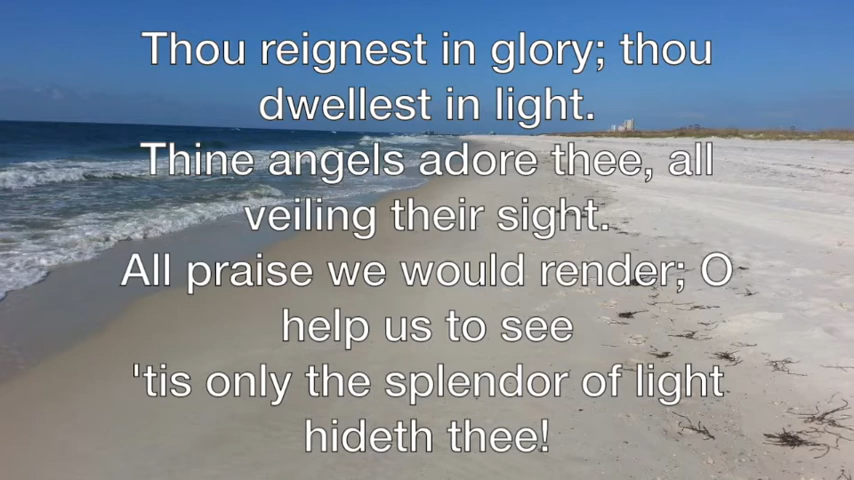 Thou reignest in glory; thou
dwellest in light.
Thine angels adore thee, all
veiling their sight.
All praise we would render; O
help us to see
'tis only the splendor of light
hideth thee!